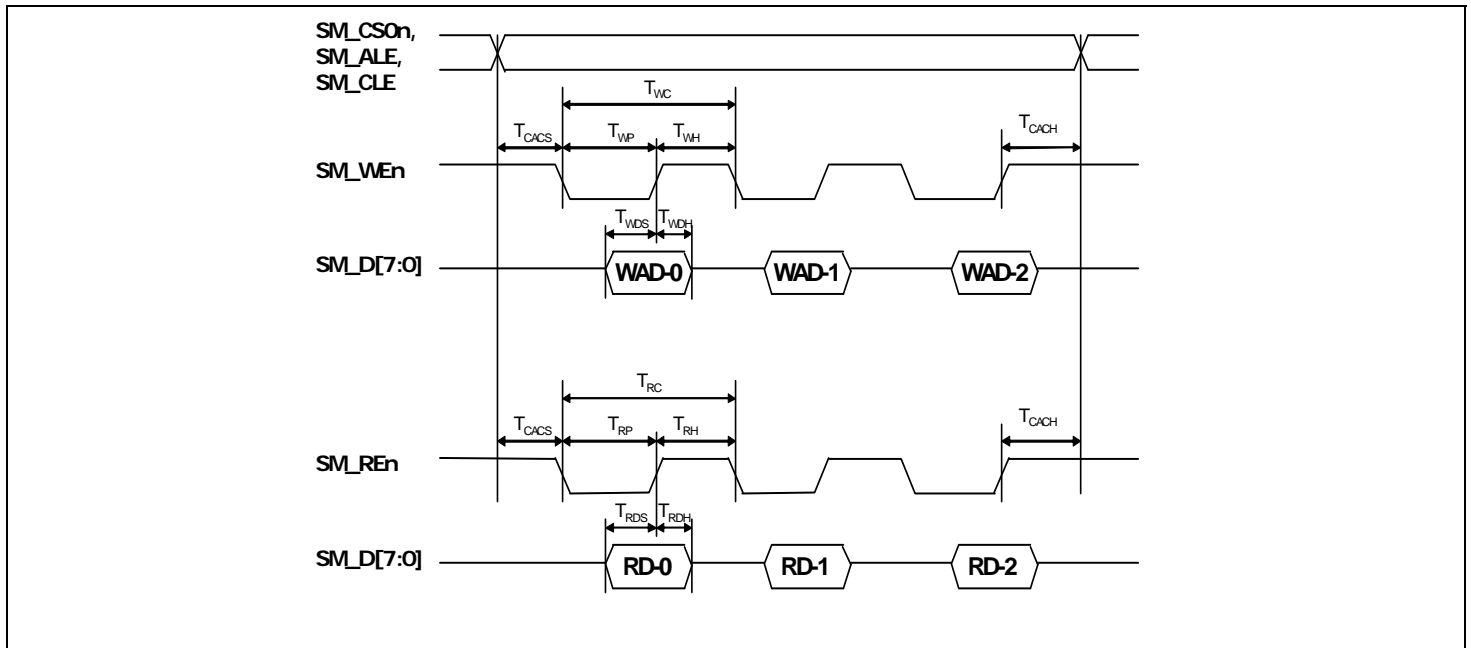 SM_CS0n,
SM_ALE,
SM_CLE
TWC
TCACS TWP TWH TCACH
SM_WEn
TWDS TWDH
SM_D[7:0] WAD-0 WAD-1 WAD-2
TRC
TCACS TRP TRH TCACH
SM_REn
TRDS TRDH
SM_D[7:0] RD-0 RD-1 RD-2